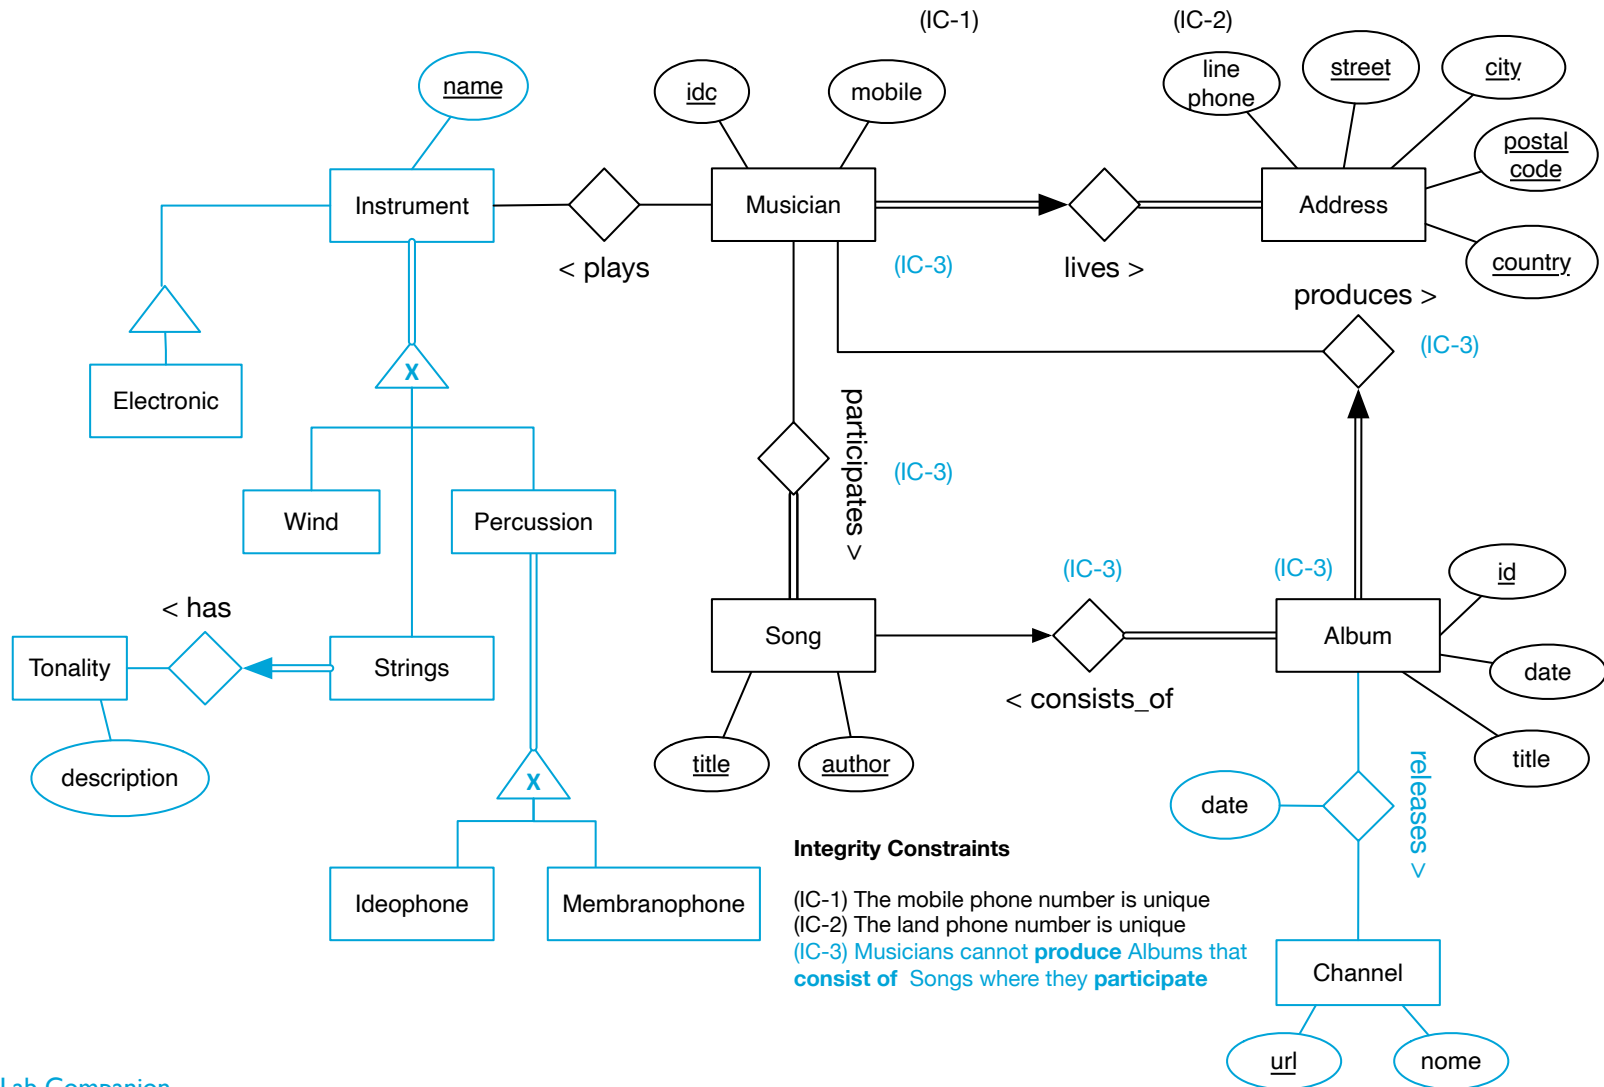 (IC-1)
(IC-2)
name
idc
mobile
line
phone
street
city
postal
code
country
Instrument
Musician
Address
< plays
(IC-3)
lives >
produces >
(IC-3)
Electronic
X
participates >
(IC-3)
Wind
Percussion
< has
(IC-3)
(IC-3)
id
Tonality
Strings
Song
Album
date
< consists_of
description
title
author
title
X
date
releases >
Ideophone
Membranophone
Integrity Constraints
(IC-1) The mobile phone number is unique
(IC-2) The land phone number is unique
(IC-3) Musicians cannot produce Albums that
consist of Songs where they participate
Channel
url
nome
Lab Companion